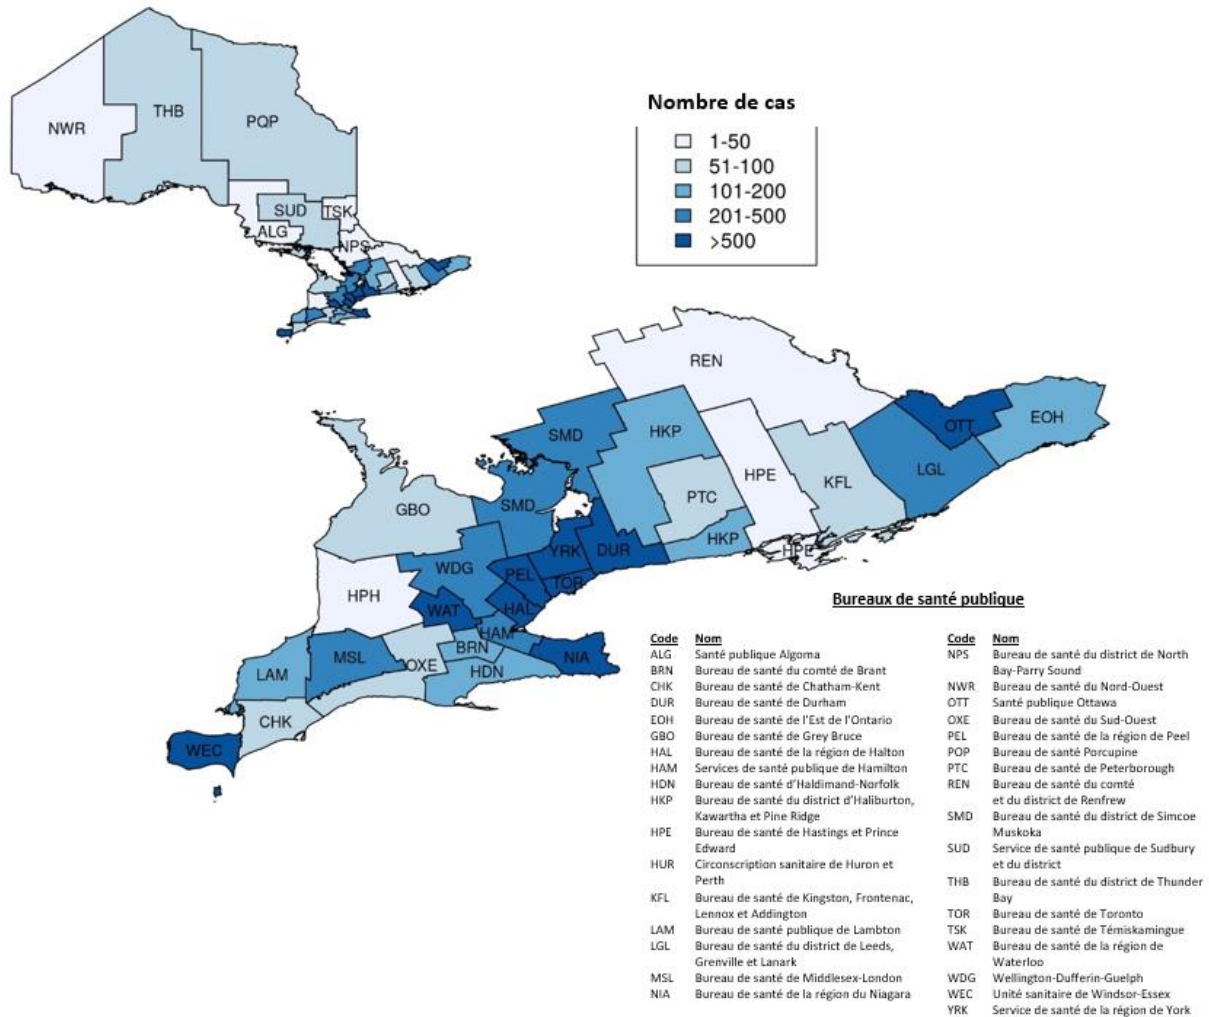 NWR
THB
PQP
SUD
TSK
ALG
NPS
Nombre de cas
1-50
51-100
101-200
201-500
>500
REN
SMD
HKP
OTT
EOH
LGL
HPE
KFL
PTC
GBO
SMD
HKP
YRK
DUR
HPE
WDG
PEL
TOR
HPH
WAT
HAL
HAM
BRN
MSL
OXE
NIA
LAM
HDN
CHK
WEC
Bureaux de santé publique
Code Nom
ALG Santé publique Algoma
BRN Bureau de santé du comté de Brant
CHK Bureau de santé de Chatham-Kent
DUR Bureau de santé de Durham
EOH Bureau de santé de l'Est de l'Ontario
GBO Bureau de santé de Grey Bruce
HAL Bureau de santé de la région de Halton
HAM Services de santé publique de Hamilton
HDN Bureau de santé d'Haldimand-Norfolk
HKP Bureau de santé du district d'Haliburton,
Kawartha et Pine Ridge
HPE Bureau de santé de Hastings et Prince
Edward
HUR Circonscription sanitaire de Huron et
Perth
KFL Bureau de santé de Kingston, Frontenac,
Lennox et Addington
LAM Bureau de santé publique de Lambton
LGL Bureau de santé du district de Leeds,
Grenville et Lanark
MSL Bureau de santé de Middlesex-London
NIA Bureau de santé de la région du Niagara
Code Nom
NPS Bureau de santé du district de North
Bay-Parry Sound
NWR Bureau de santé du Nord-Ouest
OTT Santé publique Ottawa
OXE Bureau de santé du Sud-Ouest
PEL Bureau de santé de la région de Peel
POP Bureau de santé Porcupine
PTC Bureau de santé de Peterborough
REN Bureau de santé du comté
et du district de Renfrew
SMD Bureau de santé du district de Simcoe
Muskoka
SUD Service de santé publique de Sudbury
et du district
THB Bureau de santé du district de Thunder
Bay
TOR Bureau de santé de Toronto
TSK Bureau de santé de Témiskamingue
WAT Bureau de santé de la région de
Waterloo
WDG Wellington-Dufferin-Guelph
WEC Unité sanitaire de Windsor-Essex
YRK Service de santé de la région de York